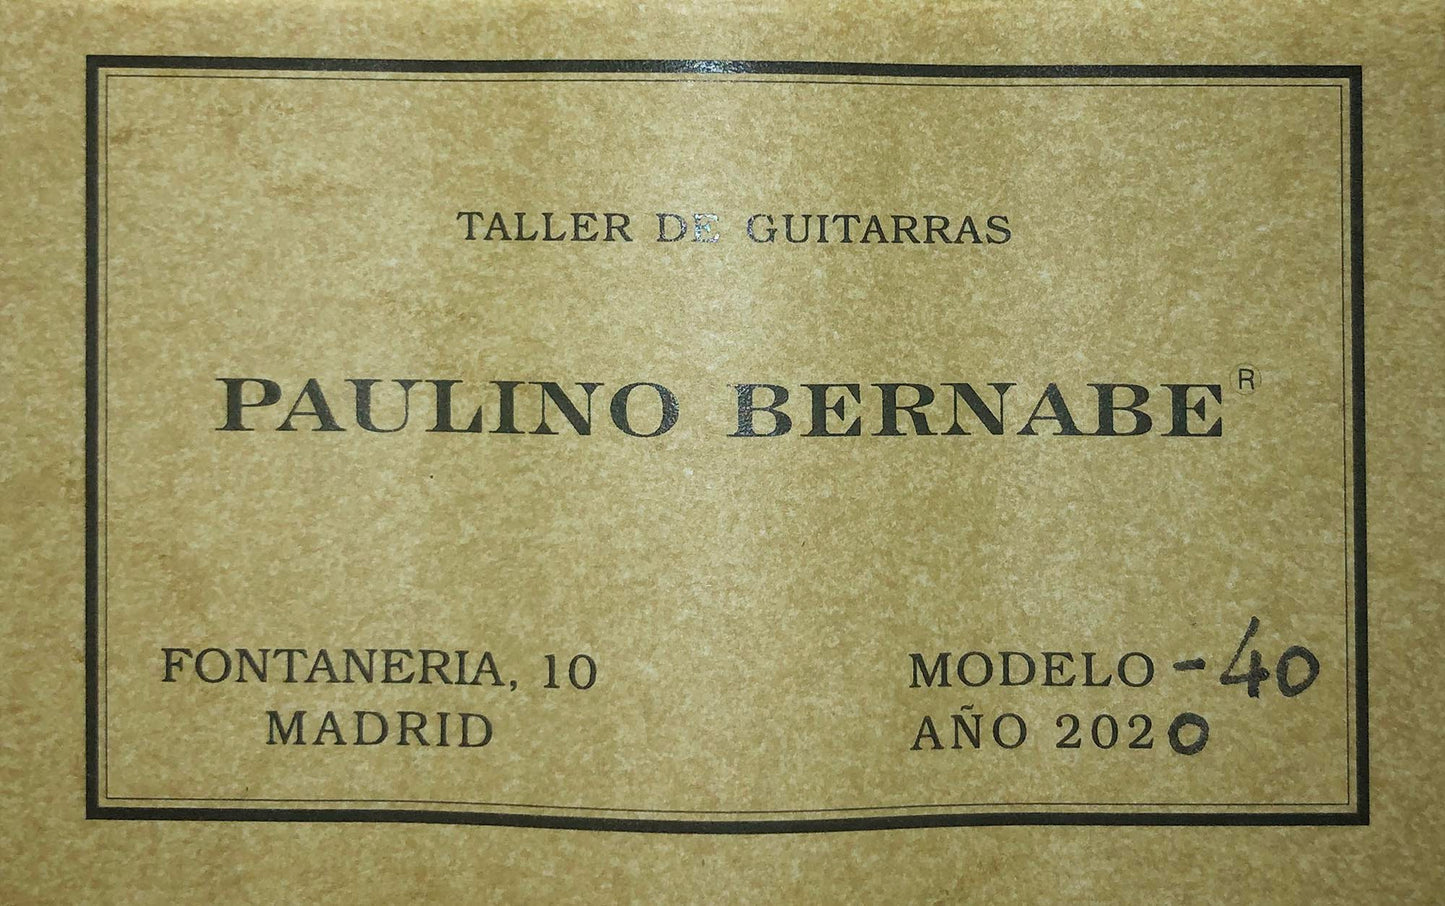 TALLER DE GUITARRAS
PAULINO BERNABE®
FONTANERIA, 10
MADRID
MODELO - 40
AÑO 2020